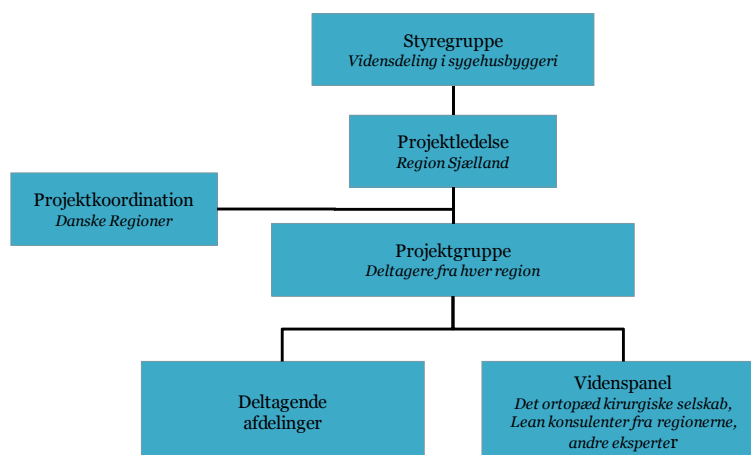 Styregruppe
Vidensdeling i sygehusbyggeri
Projektledelse
Region Sjælland
Projektkoordination
Danske Regioner
Projektgruppe
Deltagere fra hver region
Deltagende
afdelinger
Videnspanel
Det ortopæd kirurgiske selskab,
Lean konsulenter fra regionerne,
andre eksperter